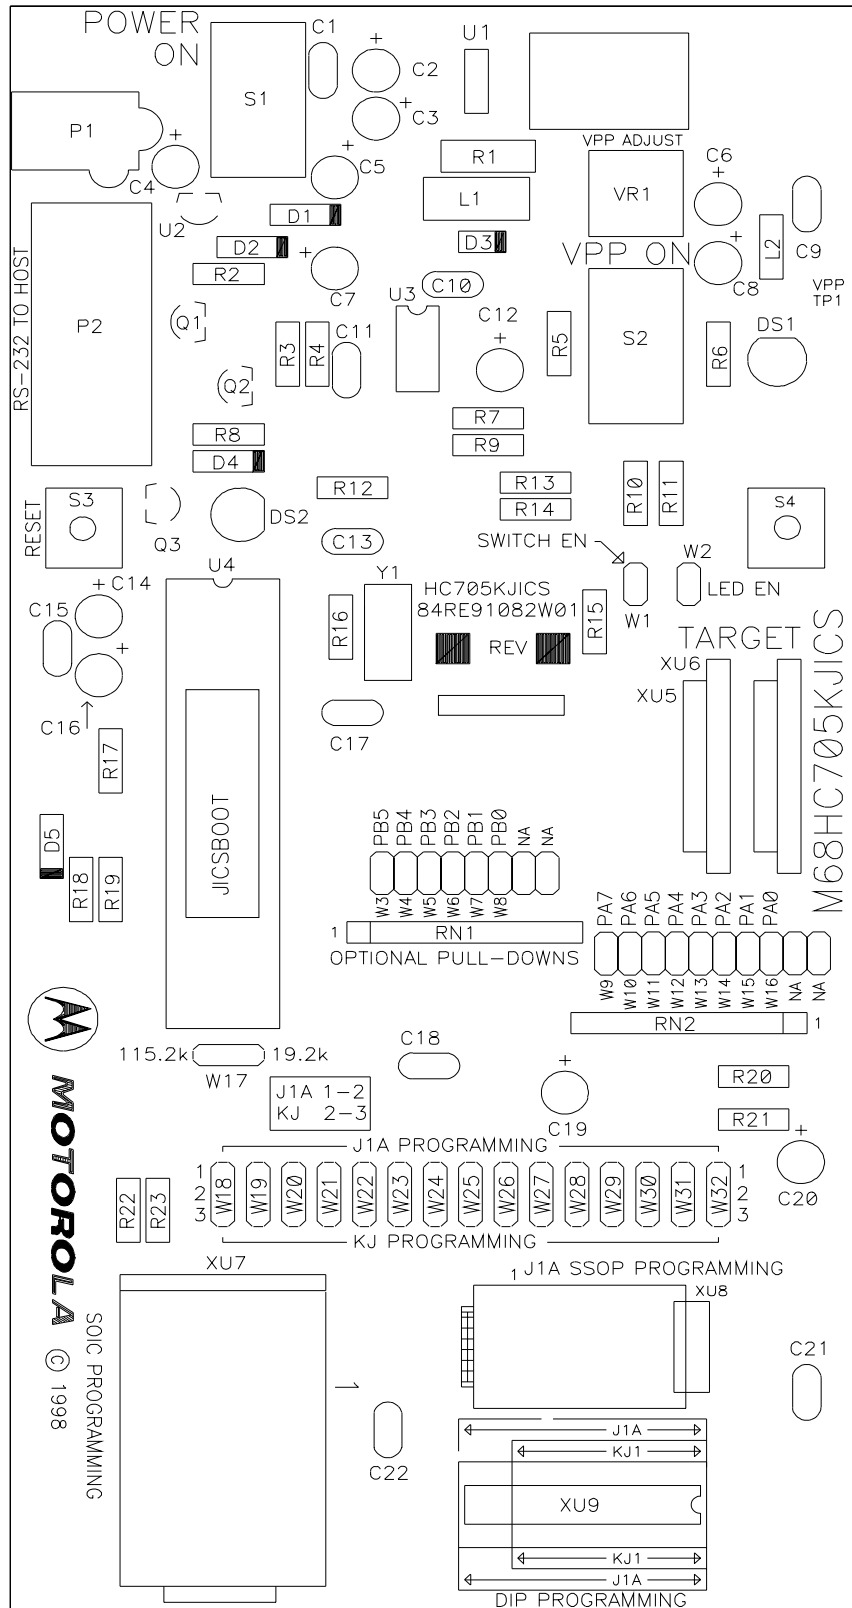 POWER
ON
C1
U1
C2
S1
C3
P1
VPP ADJUST
R1
C6
C5
C4
VR1
L1
D1
U2
D3
VPP ON
D2
L2
C9
RS-232 TO HOST
R2
C10
C7
C8
VPP
TP1
U3
Q1
P2
C11
C12
DS1
R3
R4
R5
S2
R6
Q2
R7
R8
R9
D4
R12
R13
R10
R11
S3
R14
S4
RESET
DS2
Q3
C13
SWITCH EN
W2
U4
Y1
HC705KJICS
LED EN
C14
C15
84RE91082W01
R16
R15
W1
REV
TARGET
XU6
XU5
C16
C17
R17
M68HC705KJICS
JICSBOOT
PB5
PB4
PB3
PB2
PB1
PB0
NA
NA
D5
R18
R19
W3
W4
W5
W6
W7
W8
PA7
PA6
PA5
PA4
PA3
PA2
PA1
PA0
1
RN1
OPTIONAL PULL-DOWNS
W9
W10
W11
W12
W13
W14
W15
W16
NA
NA
RN2
1
115.2k
19.2k
C18
W17
R20
J1A 1-2
KJ 2-3
MOTOROLA
C19
R21
J1A PROGRAMMING
C20
1
2
3
W18
W19
W20
W21
W22
W23
W24
W25
W26
W27
W28
W29
W30
W31
W32
1
2
3
R22
R23
KJ PROGRAMMING
XU7
1
J1A SSOP PROGRAMMING
XU8
© 1998
SOIC PROGRAMMING
C21
1
J1A
C22
KJ1
XU9
KJ1
J1A
DIP PROGRAMMING